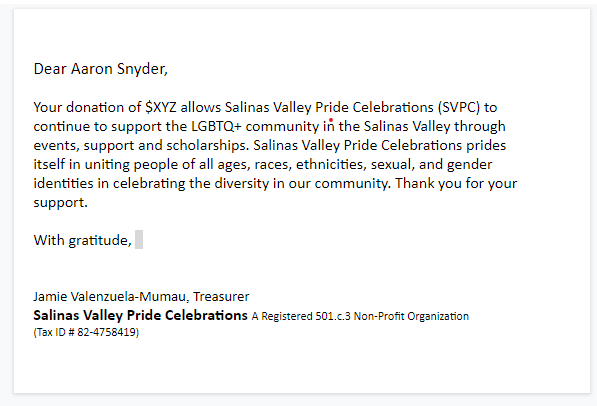 Dear Aaron Snyder,
Your donation of $XYZ allows Salinas Valley Pride Celebrations (SVPC) to
continue to support the LGBTQ+ community in the Salinas Valley through
events, support and scholarships. Salinas Valley Pride Celebrations prides
itself in uniting people of all ages, races, ethnicities, sexual, and gender
identities in celebrating the diversity in our community. Thank you for your
support.
With gratitude,
Jamie Valenzuela-Mumau, Treasurer
Salinas Valley Pride Celebrations A Registered 501.c.3 Non-Profit Organization
(Tax ID # 82-4758419)